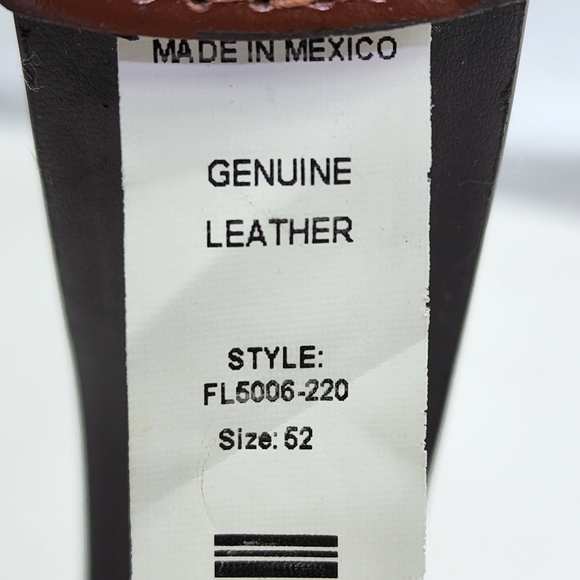 MADE IN MEXICO
GENUINE
LEATHER
STYLE:
FL5006-220
Size: 52